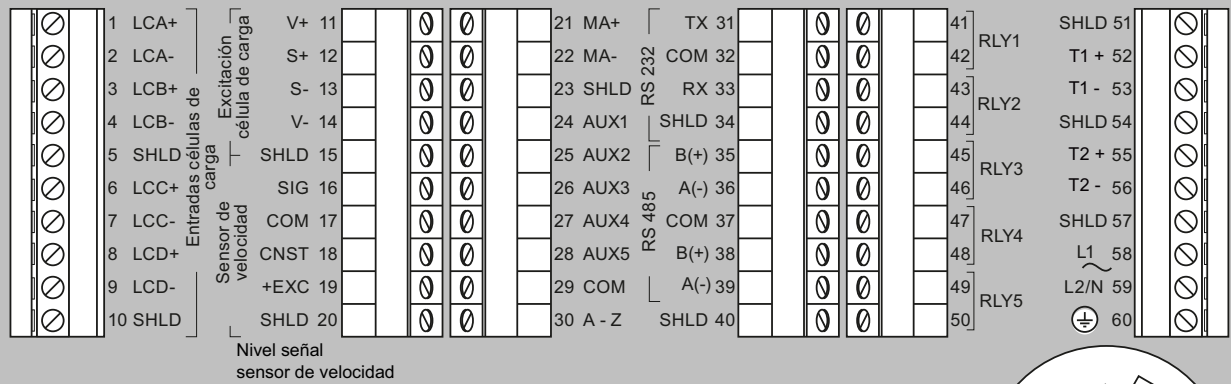 1 LCA+
2 LCA-
3 LCB+
4 LCB-
5 SHLD
6 LCC+
7 LCC-
8 LCD+
9 LCD-
10 SHLD
Entradas células de
carga
Excitación
célula de carga
Sensor de
velocidad
V+ 11
S+ 12
S- 13
V- 14
SHLD 15
SIG 16
COM 17
CNST 18
+EXC 19
SHLD 20
Nivel señal
sensor de velocidad
21 MA+
22 MA-
23 SHLD
24 AUX1
25 AUX2
26 AUX3
27 AUX4
28 AUX5
29 COM
30 A - Z
RS 232
RS 485
TX 31
COM 32
RX 33
SHLD 34
B(+) 35
A(-) 36
COM 37
B(+) 38
A(-) 39
SHLD 40
41
42
RLY1
43
44
RLY2
45
46
RLY3
47
48
RLY4
49
50
RLY5
SHLD 51
T1 + 52
T1 - 53
SHLD 54
T2 + 55
T2 - 56
SHLD 57
L1 58
L2/N 59
60